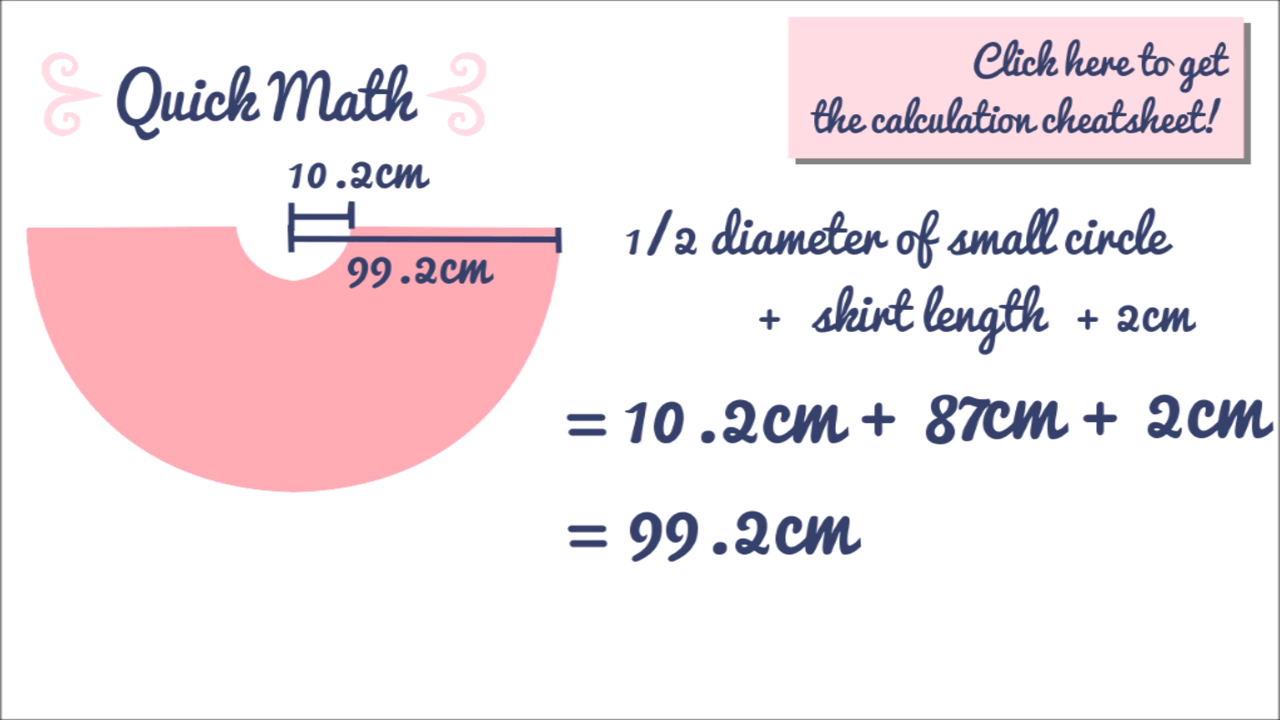 Quick Math
Click here to get
the calculation cheatsheet!
10.2cm
99.2cm
1/2 diameter of small circle
+ skirt length + 2cm
= 10.2cm + 87cm + 2cm
= 99.2cm